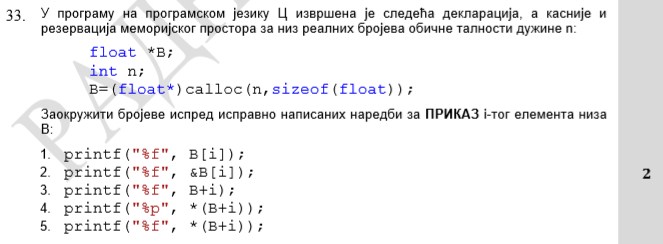 33. У програму на програмском језику Ц извршена је следећа декларација, а касније и
резервација меморијског простора за низ реалних бројева обичне талности дужине n:
float *B;
int n;
B=(float*)calloc(n,sizeof(float));
Заокружити бројеве испред исправно написаних наредби за ПРИКАЗ i-тог елемента низа
B:
1. printf("%f", B[i]);
2. printf("%f", &B[i]);
3. printf("%f", B+i);
4. printf("%p", *(B+i));
5. printf("%f", *(B+i));
2